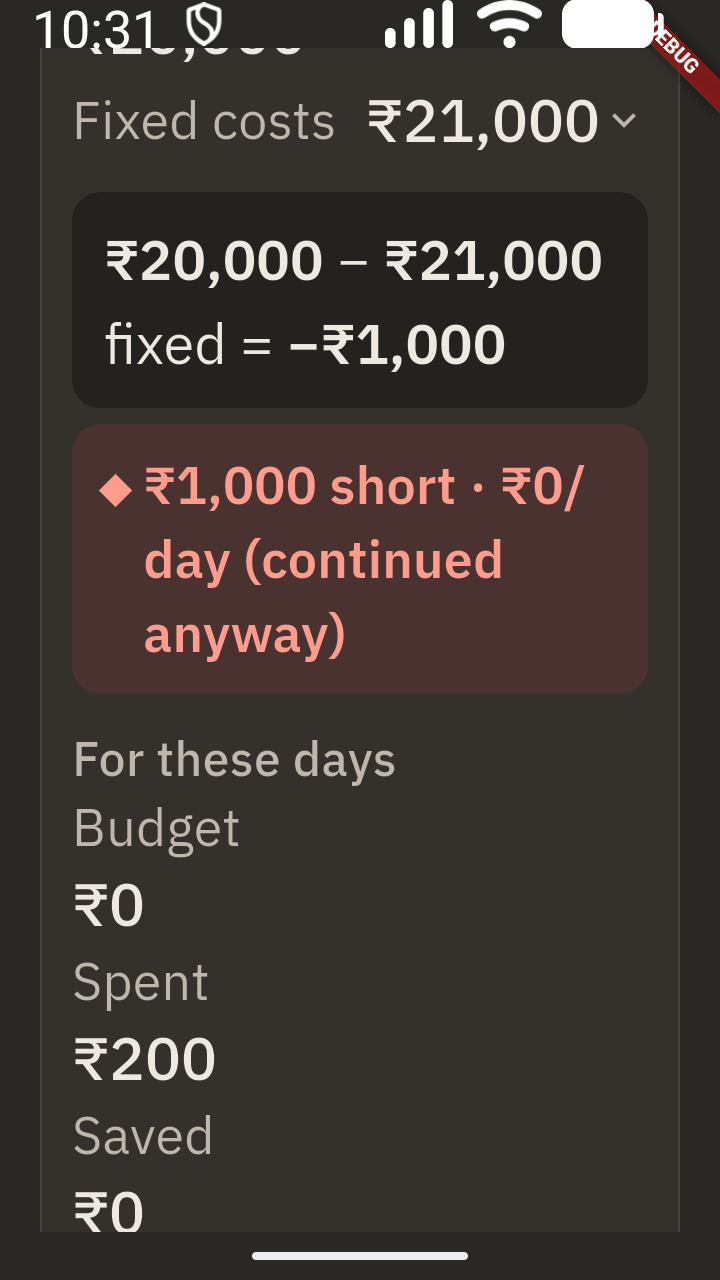 10:31
DEBUG
Fixed costs ₹21,000
₹20,000 – ₹21,000
fixed = –₹1,000
◆ ₹1,000 short · ₹0/
day (continued
anyway)
For these days
Budget
₹0
Spent
₹200
Saved
₹0